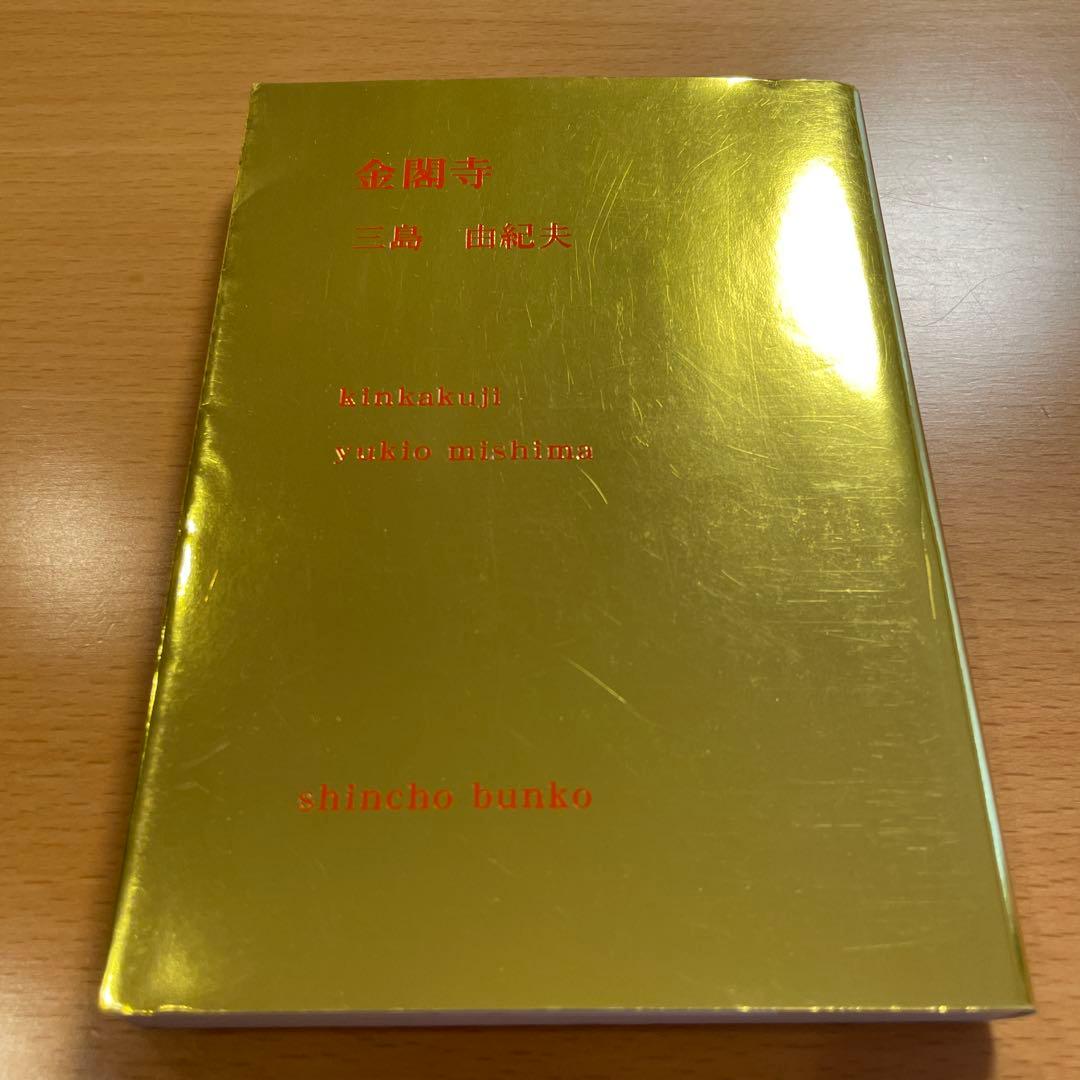 金閣寺
三島　由紀夫
kinkakuji
yukio mishima
shincho bunko